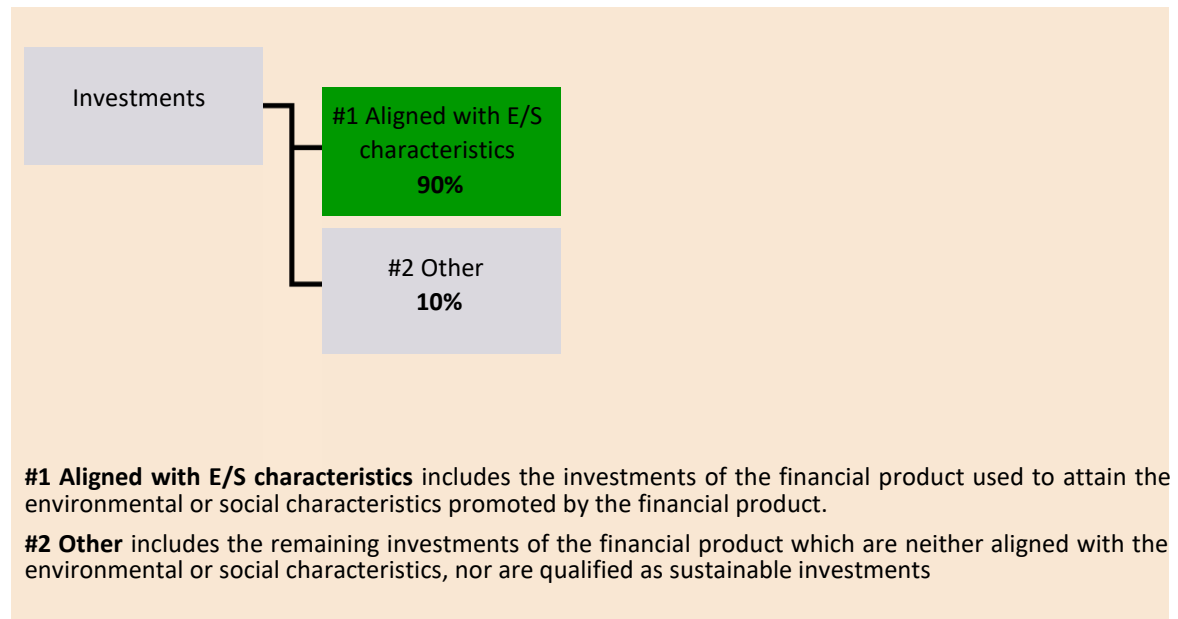 Investments
#1 Aligned with E/S
characteristics
90%
#2 Other
10%
#1 Aligned with E/S characteristics includes the investments of the financial product used to attain the
environmental or social characteristics promoted by the financial product.
#2 Other includes the remaining investments of the financial product which are neither aligned with the
environmental or social characteristics, nor are qualified as sustainable investments